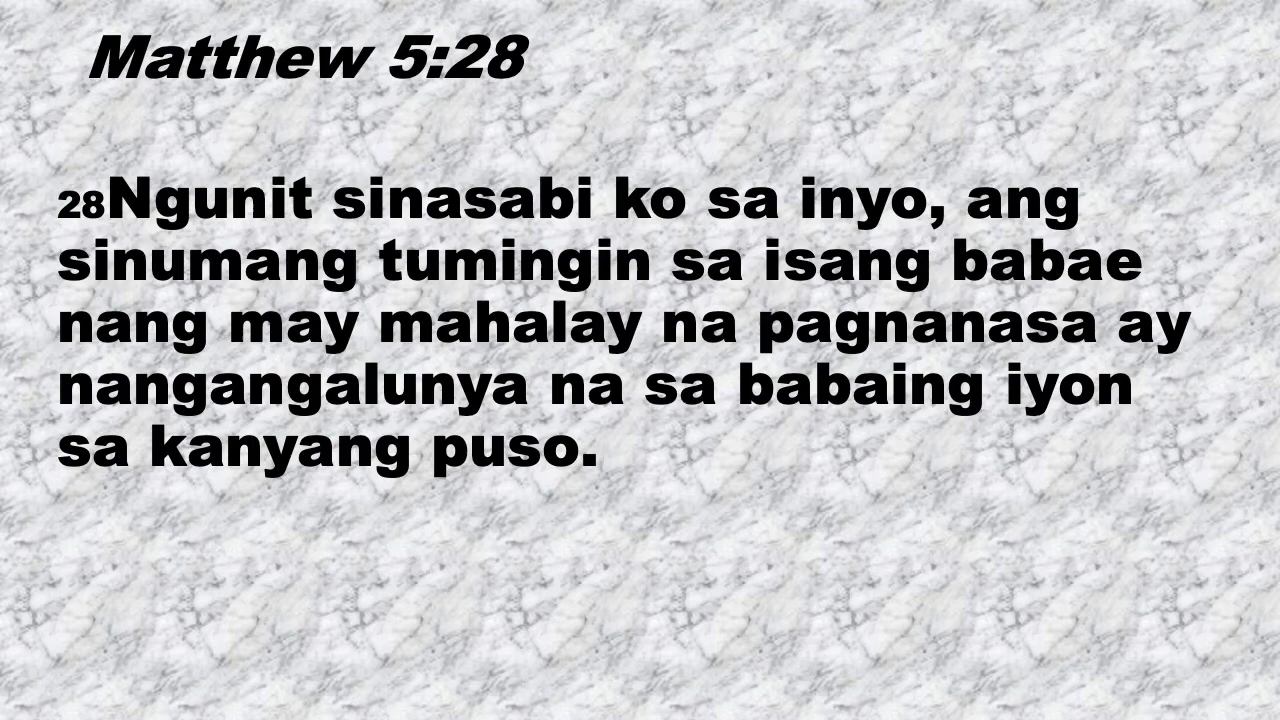 Matthew 5:28
28Ngunit sinasabi ko sa inyo, ang
sinumang tumingin sa isang babae
nang may mahalay na pagnanasa ay
nangangalunya na sa babaing iyon
sa kanyang puso.